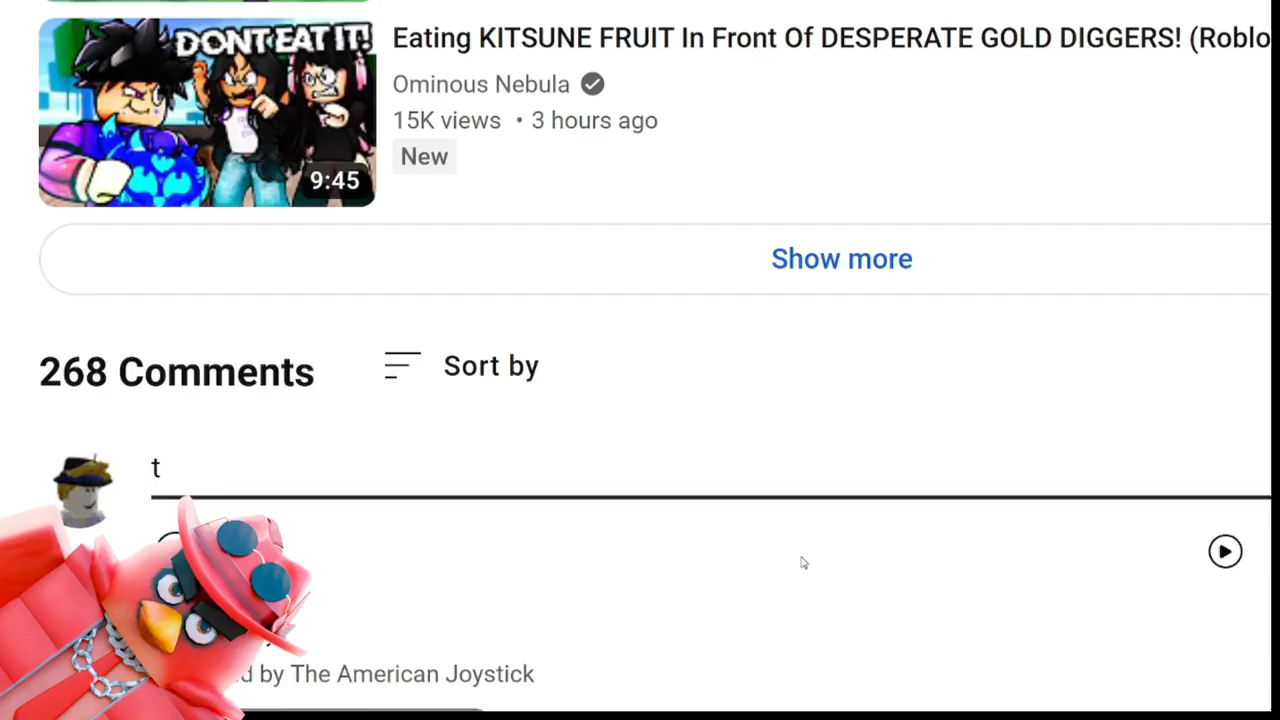 DONT EAT IT!
9:45
Eating KITSUNE FRUIT In Front Of DESPERATE GOLD DIGGERS! (Roblo
Ominous Nebula
15K views • 3 hours ago
New
Show more
268 Comments
Sort by
t
d by The American Joystick